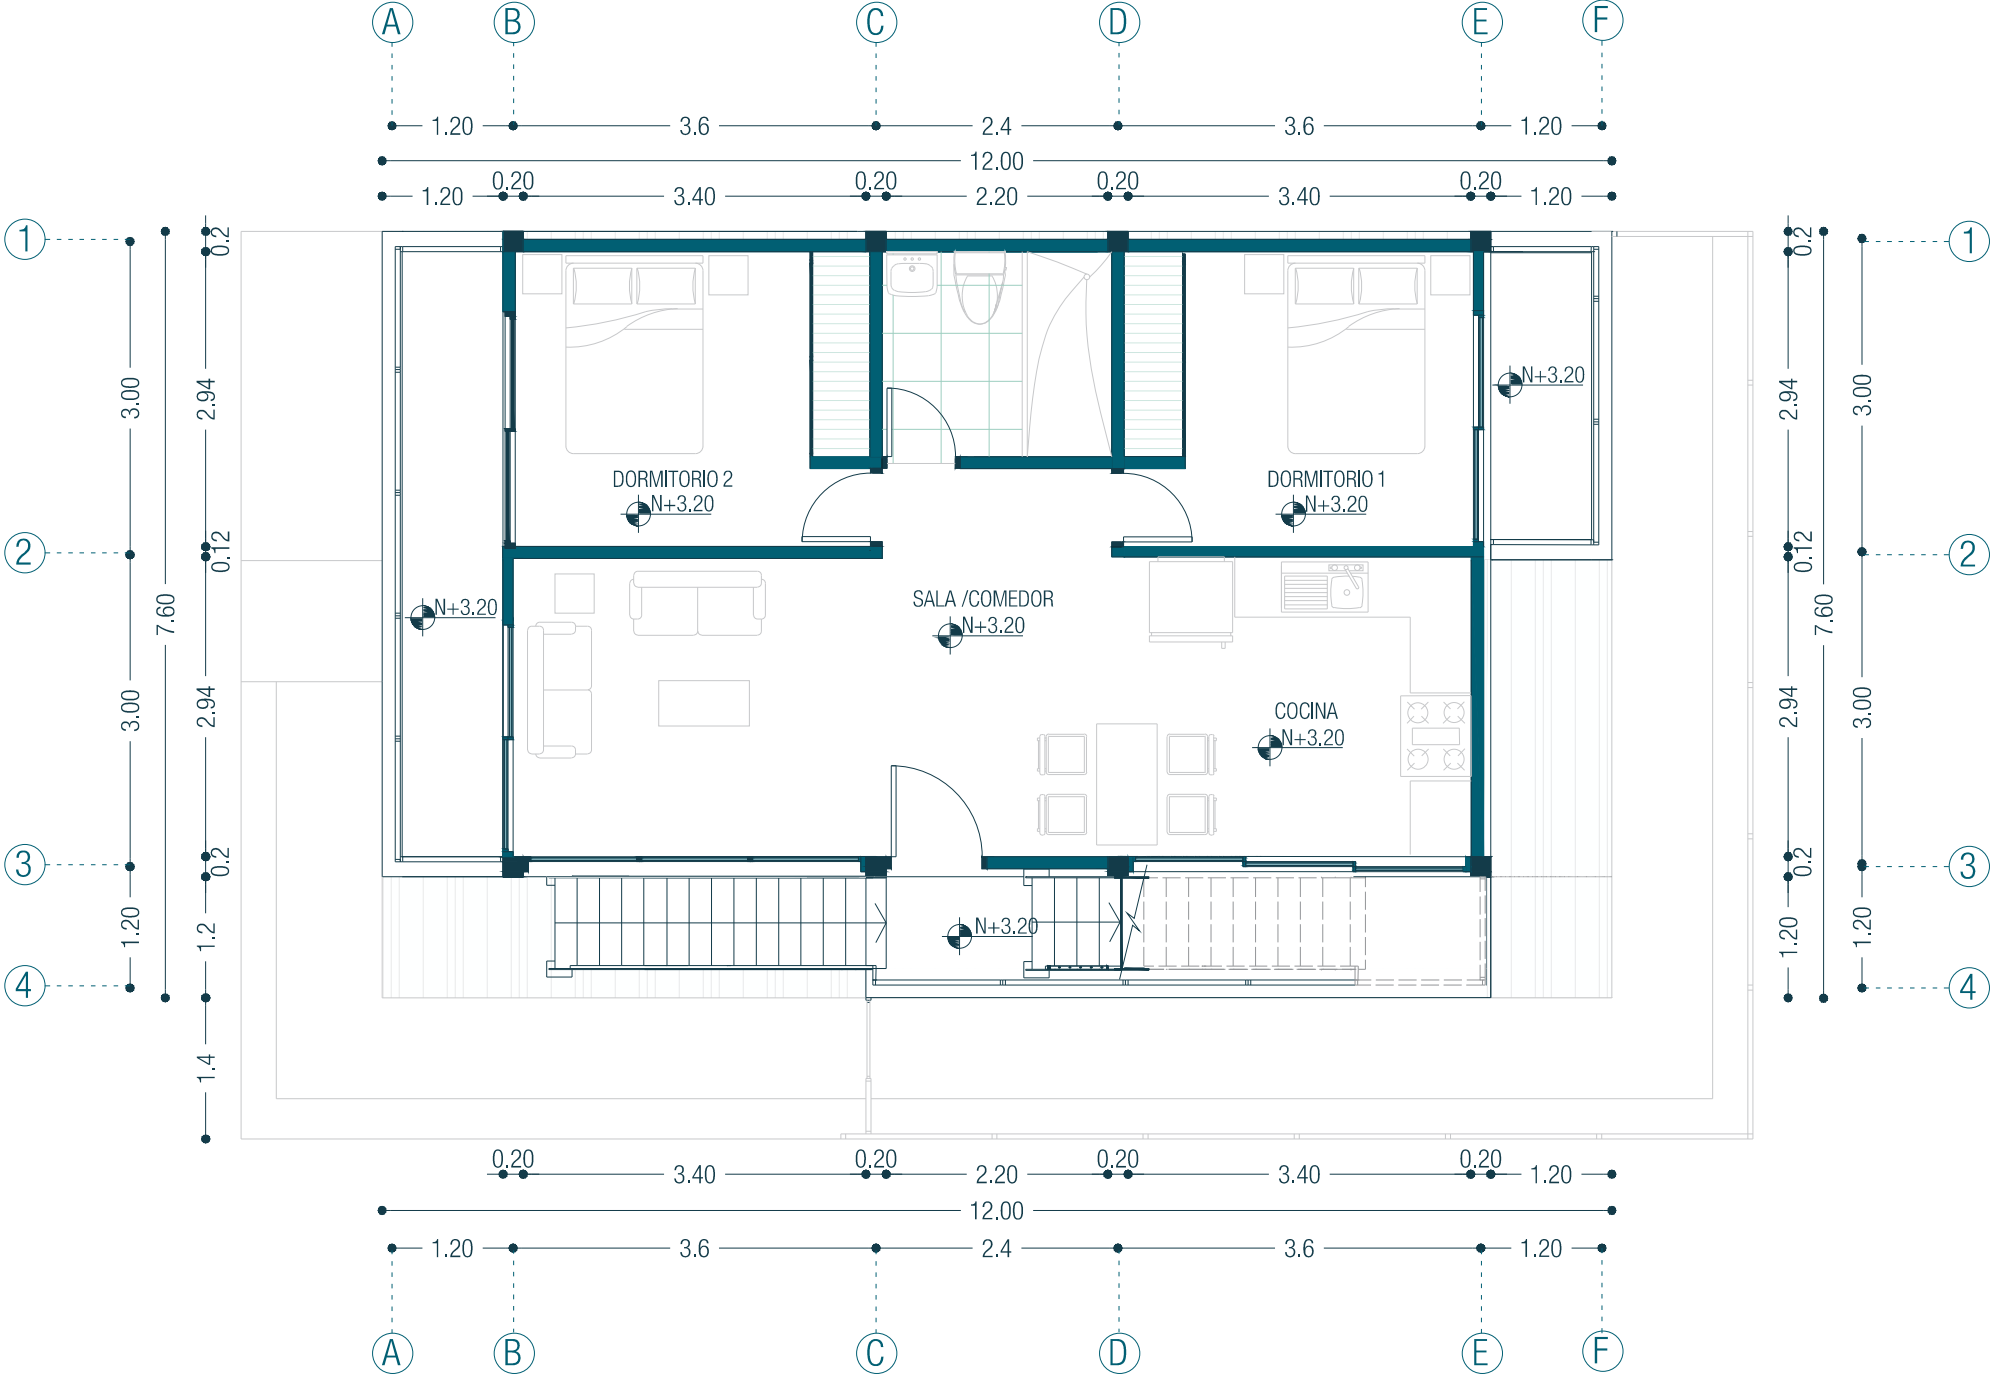 A B C D E F
1.20 3.6 2.4 3.6 1.20
12.00
0.20 0.20 0.20 0.20
1.20 3.40 2.20 3.40 1.20
1 0.2 0.2 1
3.00 2.94 N+3.20 2.94 3.00
DORMITORIO 2 DORMITORIO 1
N+3.20 N+3.20
2 0.12 0.12 2
7.60 N+3.20 SALA /COMEDOR 7.60
N+3.20
3.00 2.94 COCINA 2.94 3.00
N+3.20
3 0.2 0.2 3
1.20 1.2 N+3.20 1.20 1.20
4 4
1.4
0.20 0.20 0.20 0.20
3.40 2.20 3.40 1.20
12.00
1.20 3.6 2.4 3.6 1.20
A B C D E F